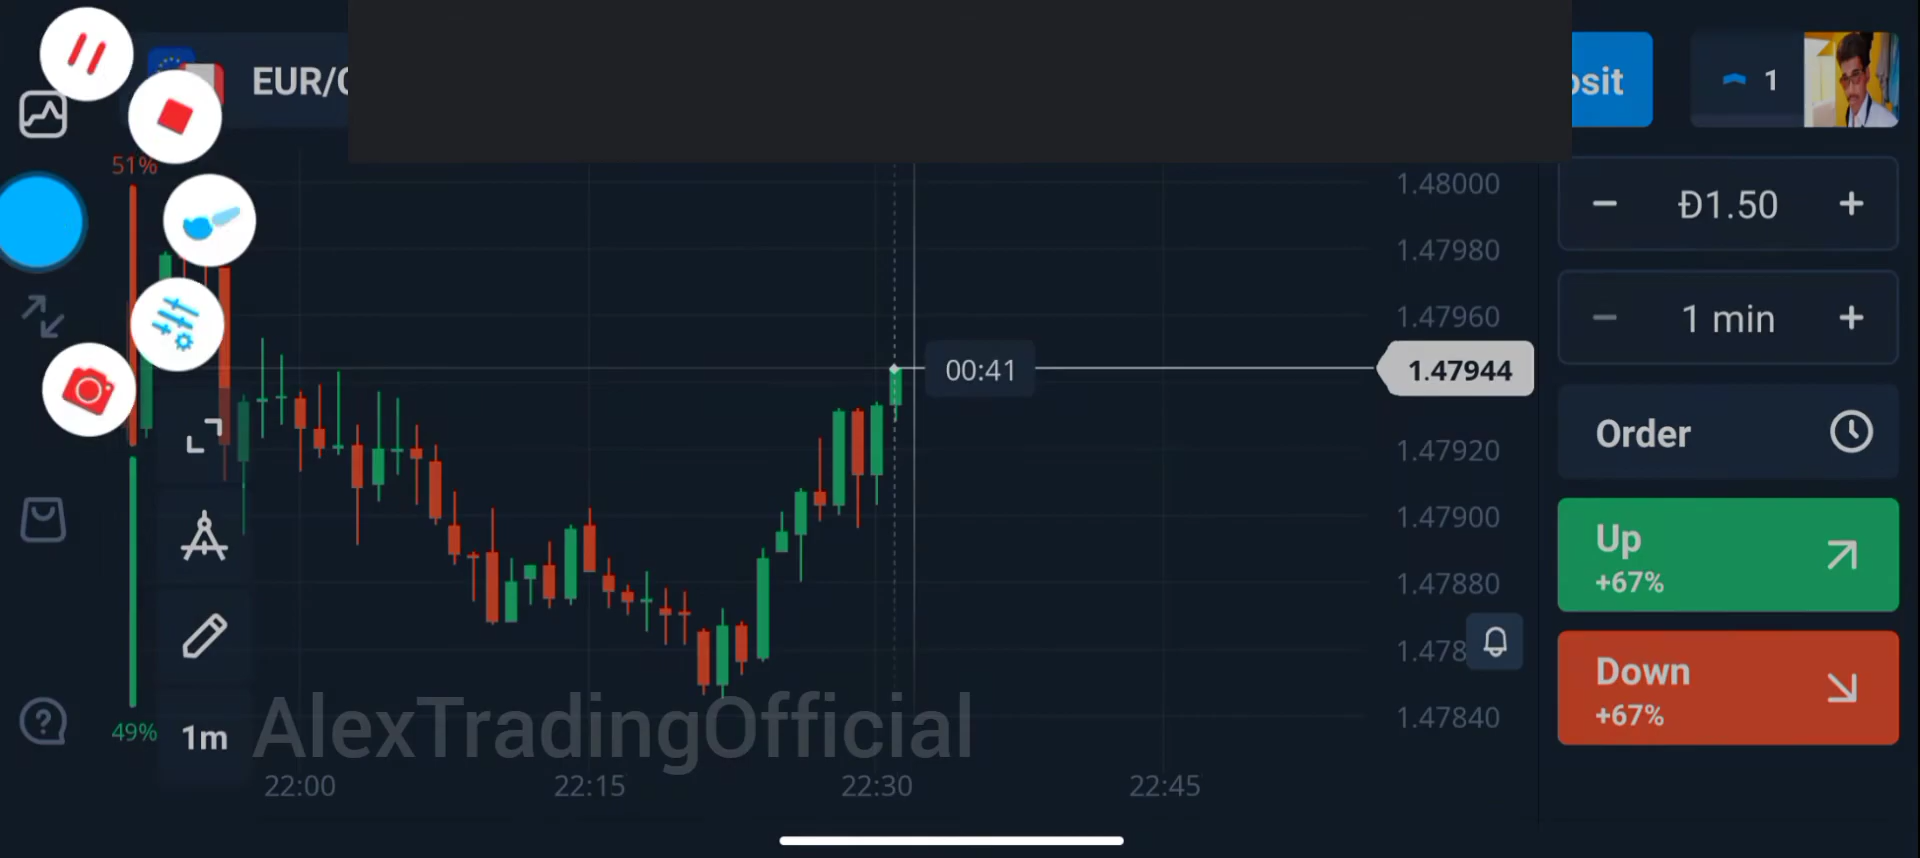 EUR/
osit
1
51%
1.48000
Đ1.50
1.47980
1.47960
1 min
00:41
1.47944
Order
1.47920
1.47900
Up
+67%
1.47880
1.478
Down
+67%
49%
1m
AlexTradingOfficial
1.47840
22:00
22:15
22:30
22:45